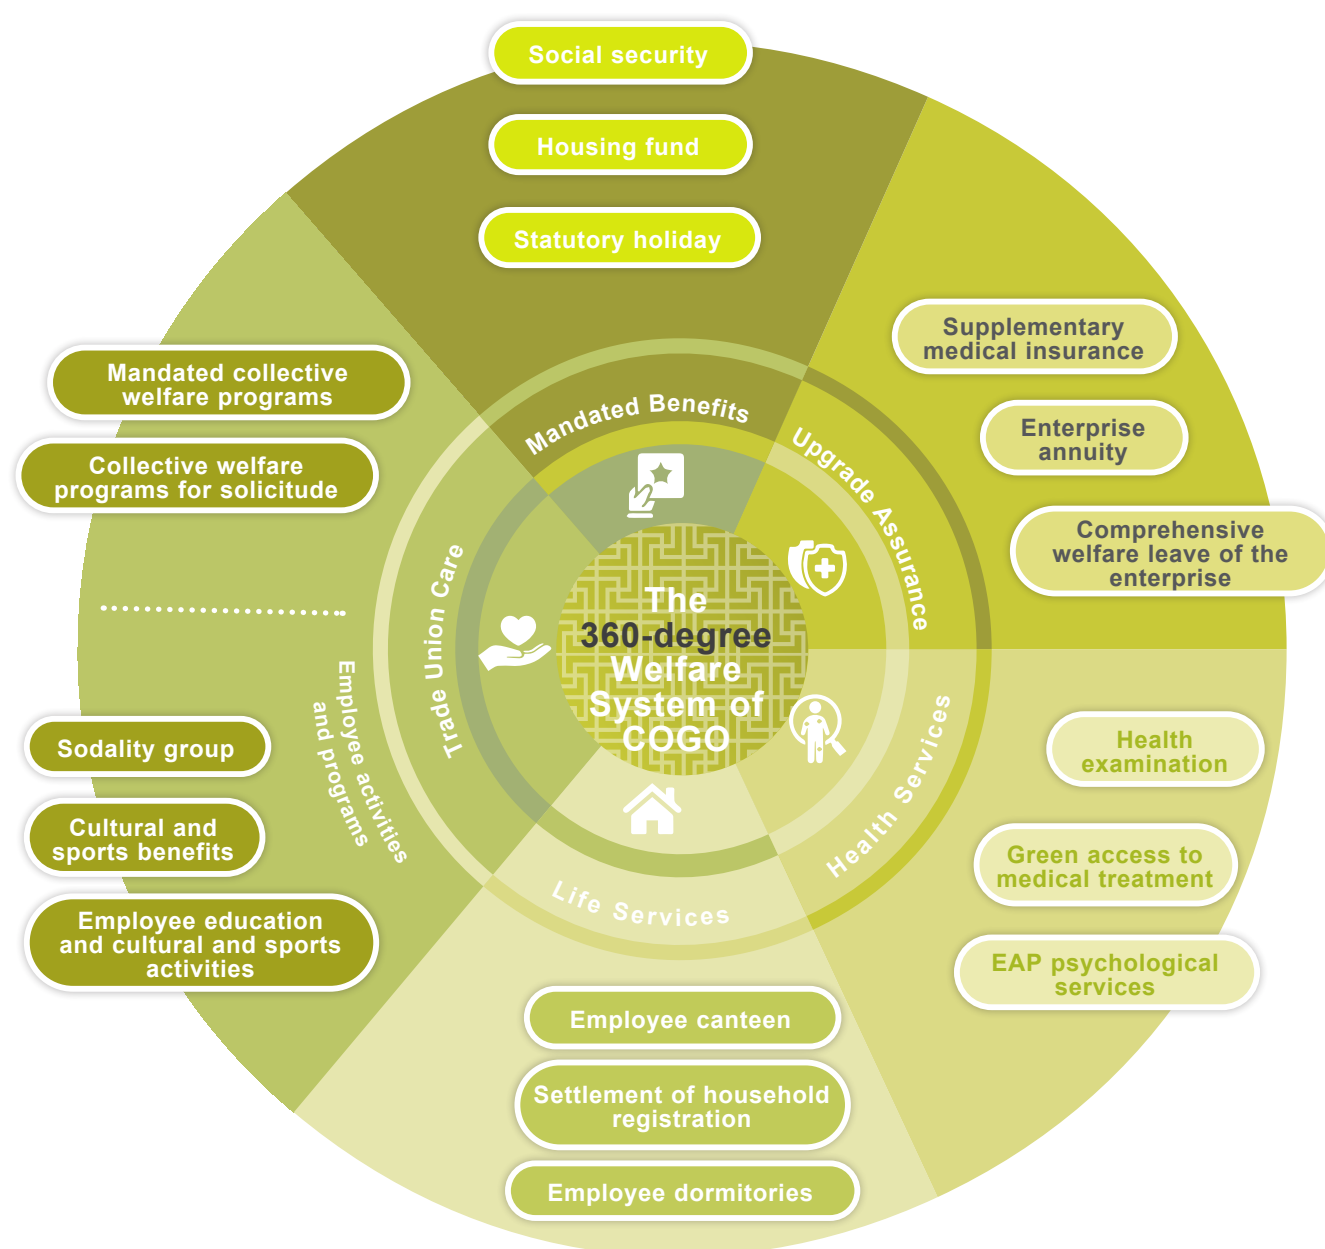 Social security
Housing fund
Statutory holiday
Supplementary
medical insurance
Enterprise
annuity
Comprehensive
welfare leave of the
enterprise
Mandated collective
welfare programs
Collective welfare
programs for solicitude
Mandated Benefits
Upgrade Assurance
Trade Union Care
The
360-degree
Welfare
System of
COGO
Health Services
Life Services
Employee activities
and programs
Sodality group
Cultural and
sports benefits
Employee education
and cultural and sports
activities
Health
examination
Green access to
medical treatment
EAP psychological
services
Employee canteen
Settlement of household
registration
Employee dormitories